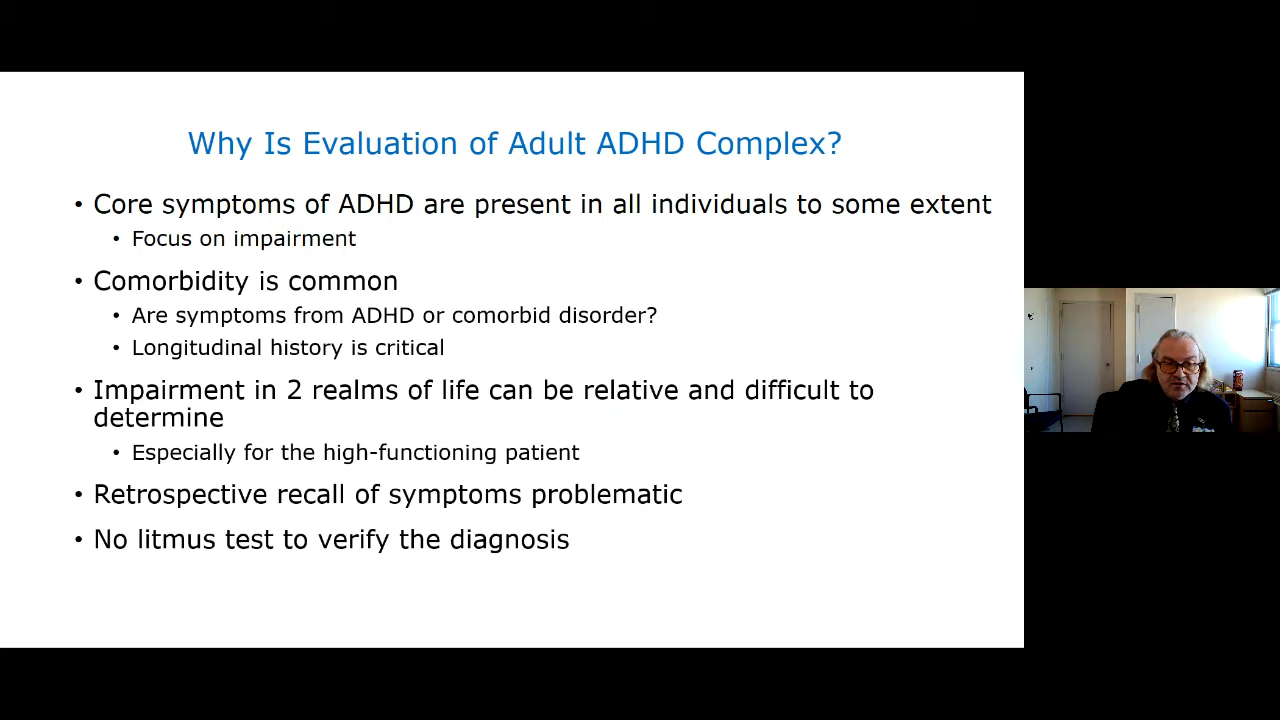 Why Is Evaluation of Adult ADHD Complex?
• Core symptoms of ADHD are present in all individuals to some extent
• Focus on impairment
• Comorbidity is common
• Are symptoms from ADHD or comorbid disorder?
• Longitudinal history is critical
• Impairment in 2 realms of life can be relative and difficult to
determine
• Especially for the high-functioning patient
• Retrospective recall of symptoms problematic
• No litmus test to verify the diagnosis